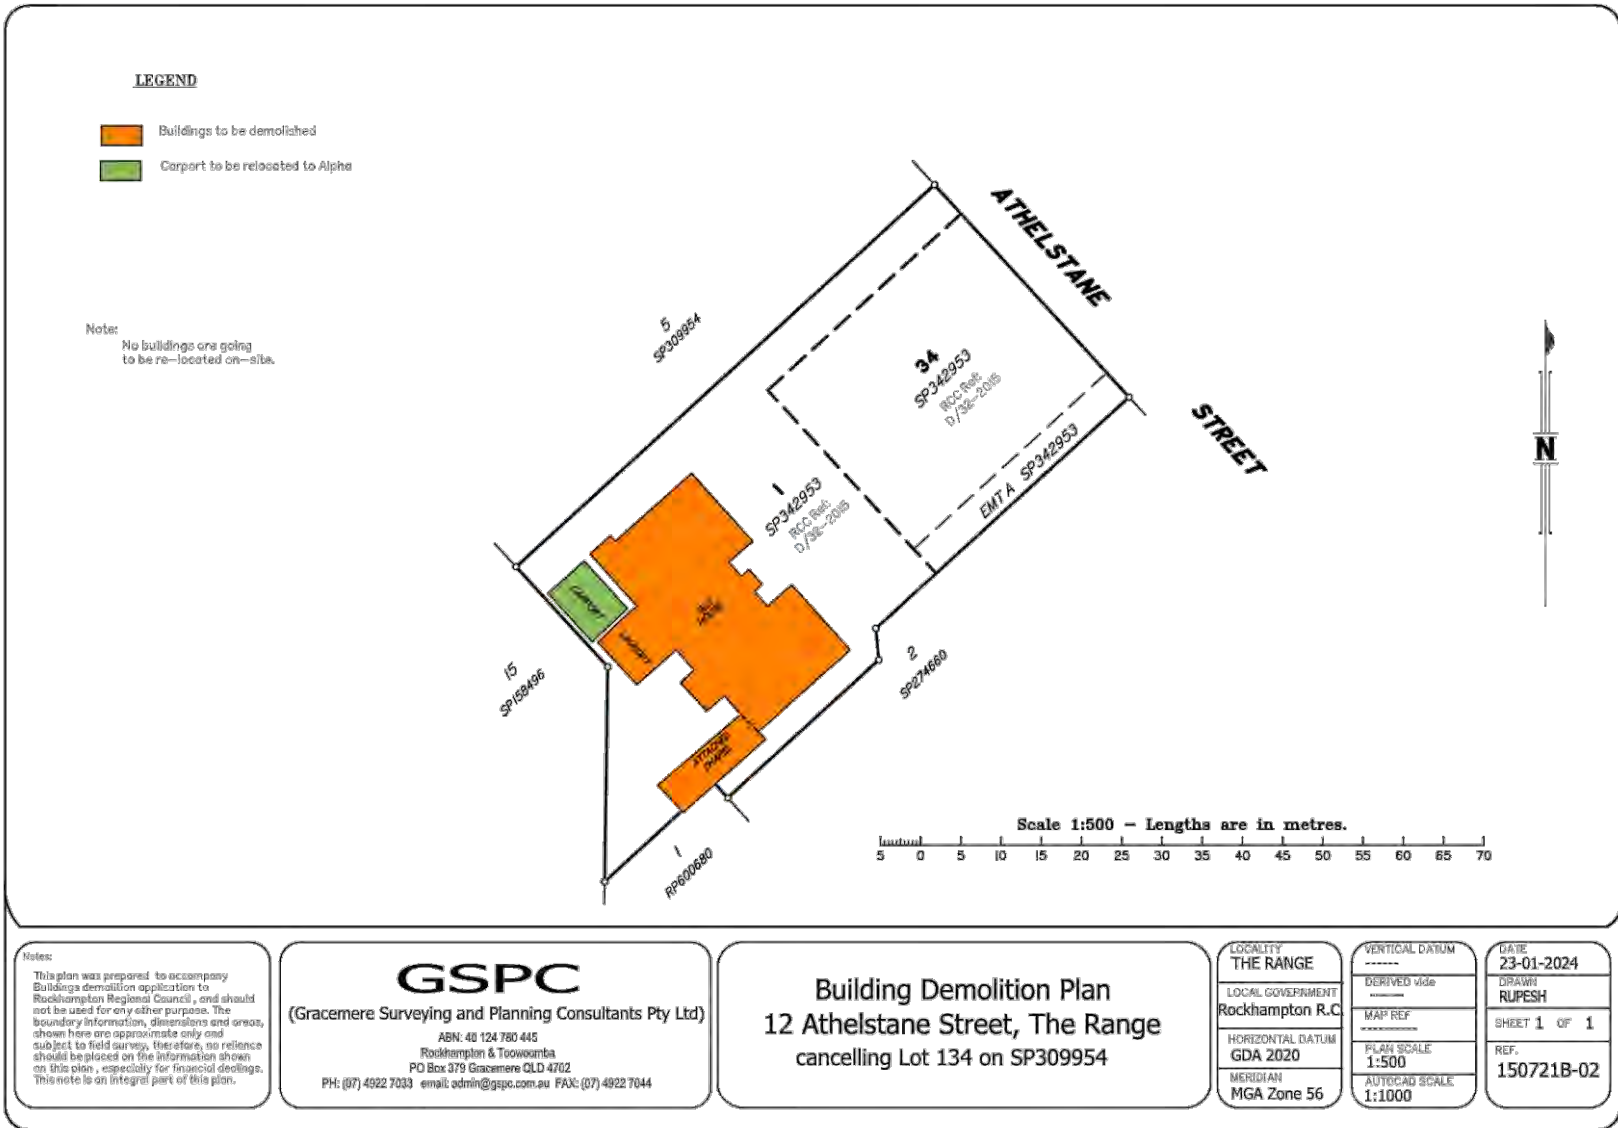 LEGEND
Buildings to be demolished
Carport to be relocated to Alpha
Note:
No buildings are going
to be re-located on-site.
ATHELSTANE
STREET
5
SP309954
34
SP342953
RCC Ref:
D/32-2015
EMT A SP342953
1
SP342953
RCC Ref:
D/32-2015
CARPORT
HOUSE
15
SP158496
2
SP274660
ATTACHED
CHAPEL
1
RP600680
Scale 1:500 – Lengths are in metres.
5 0 5 10 15 20 25 30 35 40 45 50 55 60 65 70
N
Notes:
This plan was prepared to accompany
Buildings demolition application to
Rockhampton Regional Council, and should
not be used for any other purpose. The
boundary information, dimensions and areas,
shown here are approximate only and
subject to field survey, therefore, no reliance
should be placed on the information shown
on this plan, especially for financial dealings.
This note is an integral part of this plan.
GSPC
(Gracemere Surveying and Planning Consultants Pty Ltd)
ABN: 40 124 780 445
Rockhampton & Toowoomba
PO Box 379 Gracemere QLD 4702
PH: (07) 4922 7033 email: admin@gspc.com.au FAX: (07) 4922 7044
Building Demolition Plan
12 Athelstane Street, The Range
cancelling Lot 134 on SP309954
LOCALITY
THE RANGE
LOCAL GOVERNMENT
Rockhampton R.C.
HORIZONTAL DATUM
GDA 2020
MERIDIAN
MGA Zone 56
VERTICAL DATUM
------
DERIVED vide
------
MAP REF
--------
PLAN SCALE
1:500
AUTOCAD SCALE
1:1000
DATE
23-01-2024
DRAWN
RUPESH
SHEET 1 OF 1
REF.
150721B-02